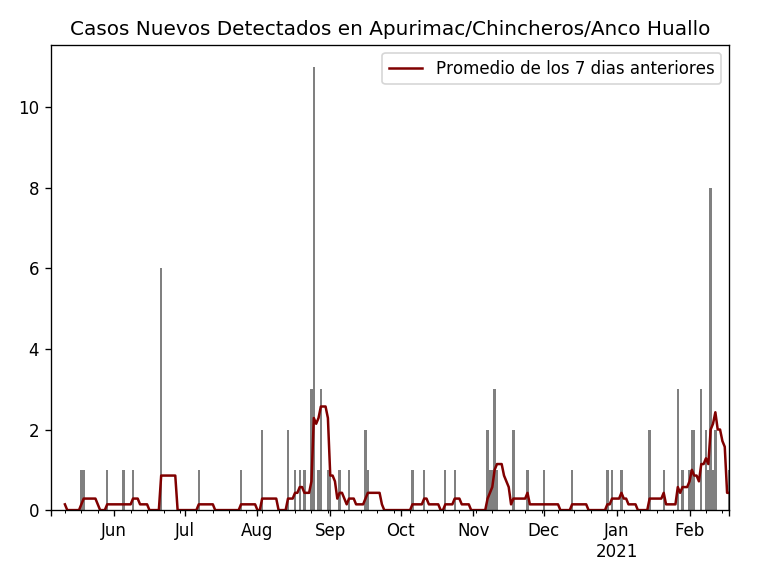 Casos Nuevos Detectados en Apurimac/Chincheros/Anco Huallo
Promedio de los 7 dias anteriores
10
8
6
4
2
0
Jun Jul Aug Sep Oct Nov Dec Jan Feb
2021